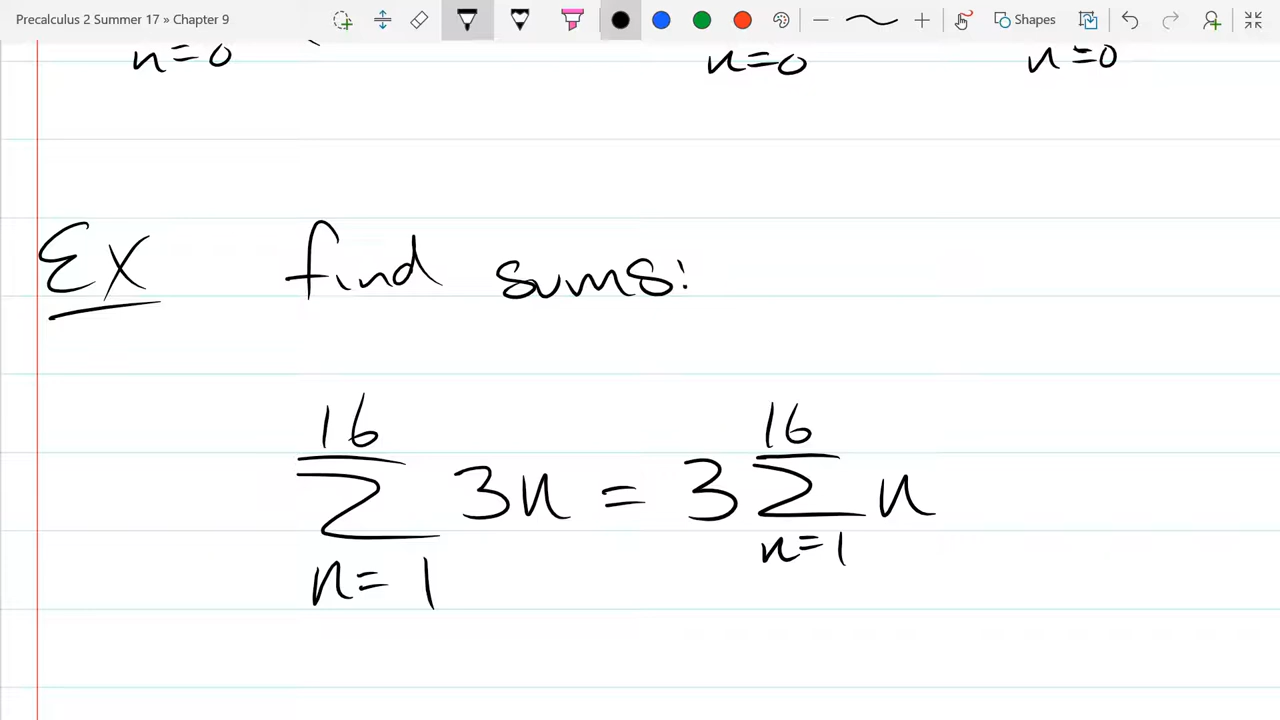 Precalculus 2 Summer 17 » Chapter 9
Shapes
n=0 n=0 n=0
Ex find sums:
16 16
∑ 3n = 3 ∑ n
n=1 n=1